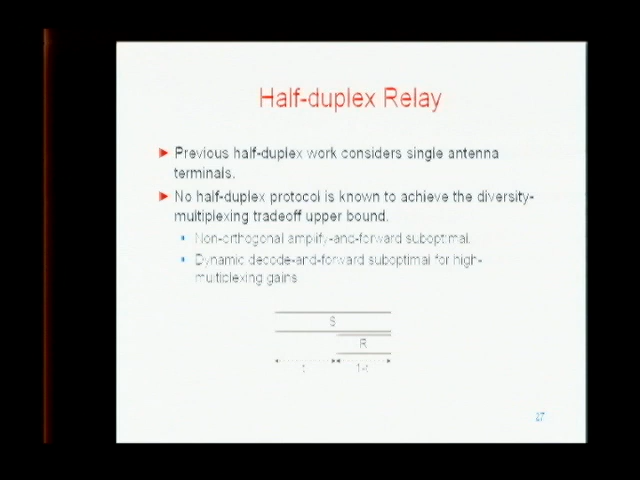 Half-duplex Relay
Previous half-duplex work considers single antenna
terminals.
No half-duplex protocol is known to achieve the diversity-
multiplexing tradeoff upper bound.
Non-orthogonal amplify-and-forward suboptimal.
Dynamic decode-and-forward suboptimal for high-
multiplexing gains
S
R
t 1-t
27